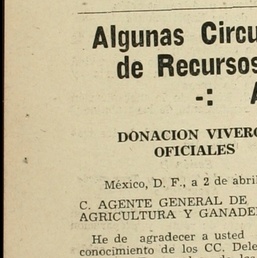 Algunas Circu
de Recursos
-: A
DONACION VIVERO
OFICIALES
México, D. F., a 2 de abril
C. AGENTE GENERAL DE
AGRICULTURA Y GANADE
He de agradecer a usted
conocimiento de los CC. Dele